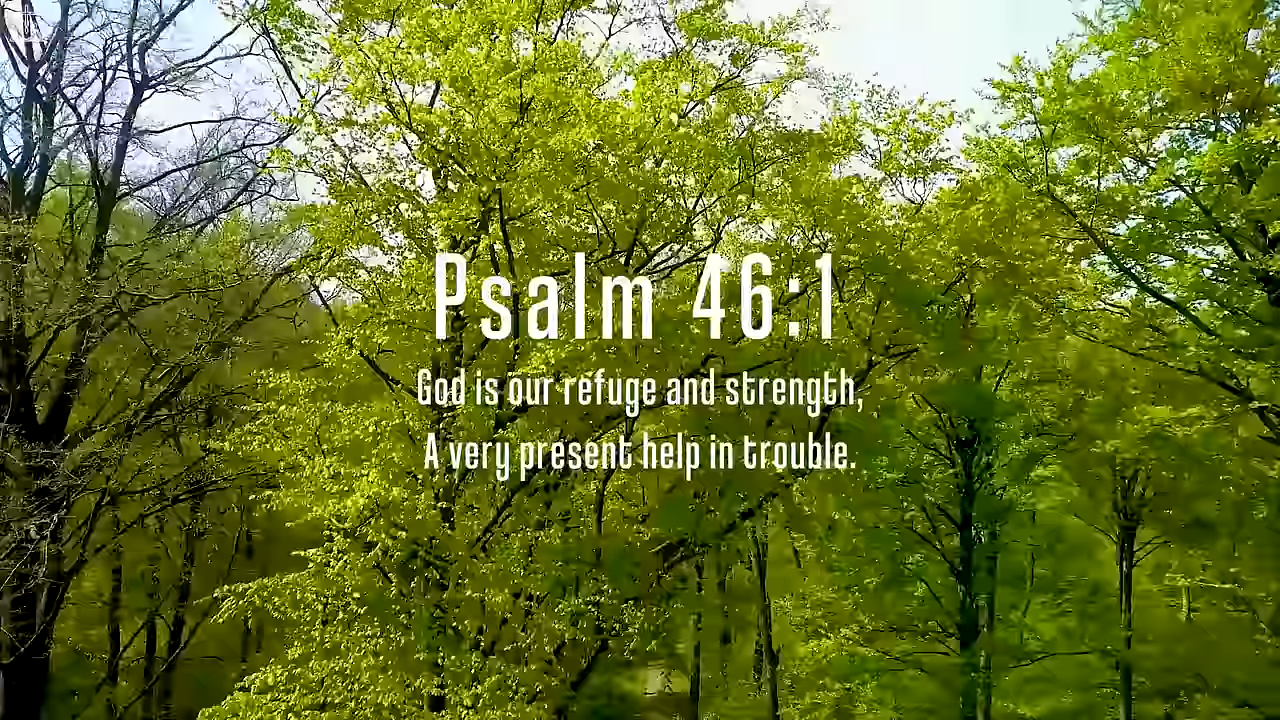 Psalm 46:1
God is our refuge and strength,
A very present help in trouble.